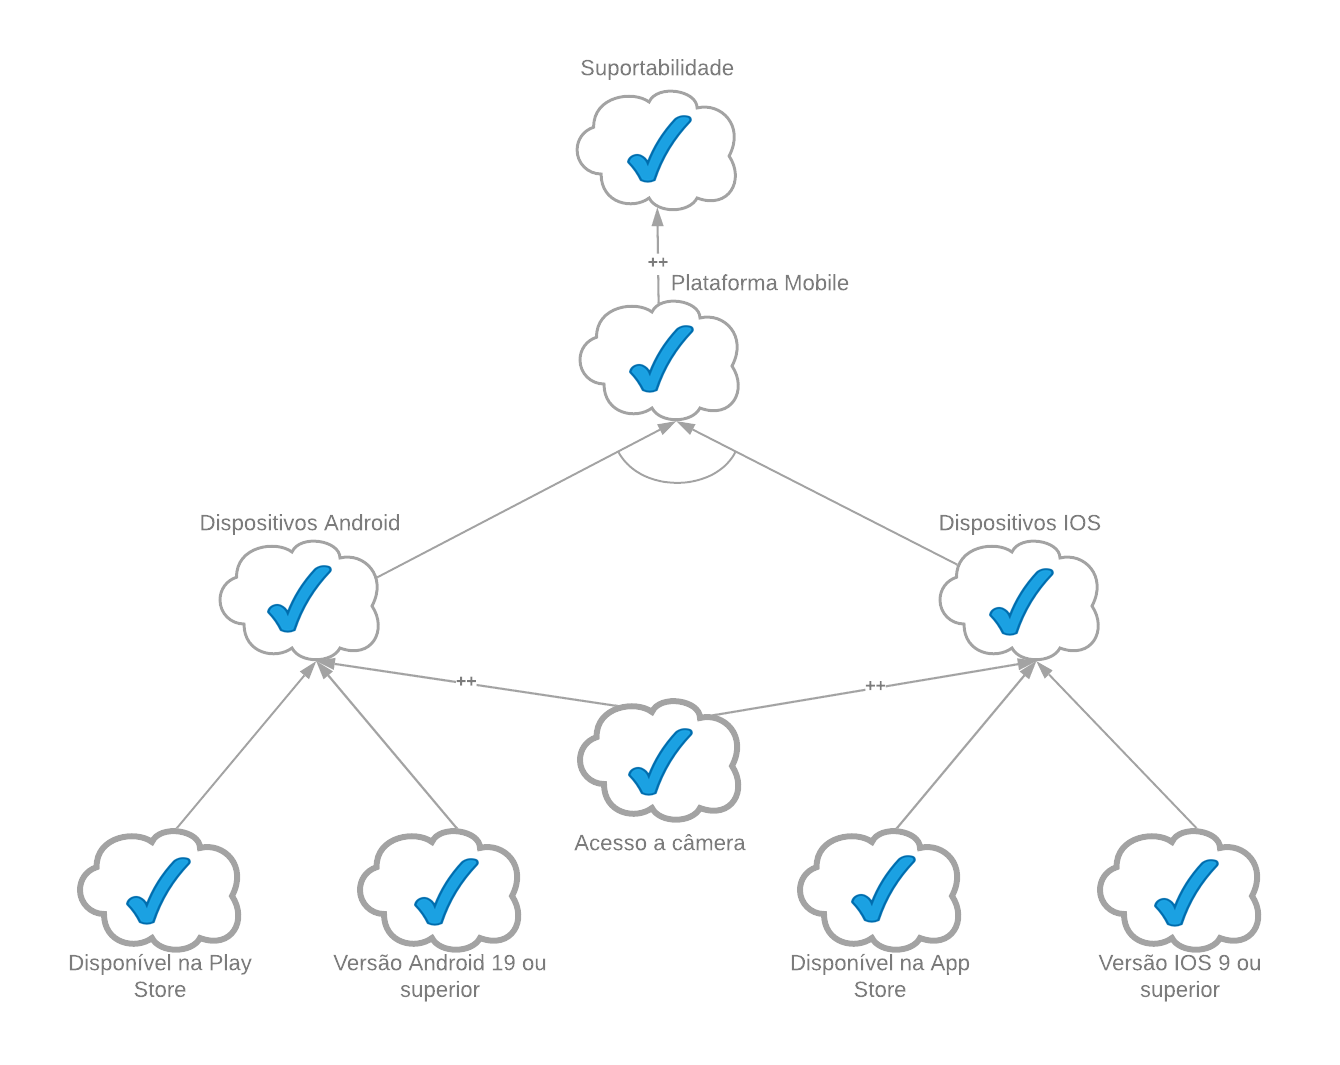 Suportabilidade
++
Plataforma Mobile
Dispositivos Android
Dispositivos IOS
++
++
Acesso a câmera
Disponível na Play
Store
Versão Android 19 ou
superior
Disponível na App
Store
Versão IOS 9 ou
superior